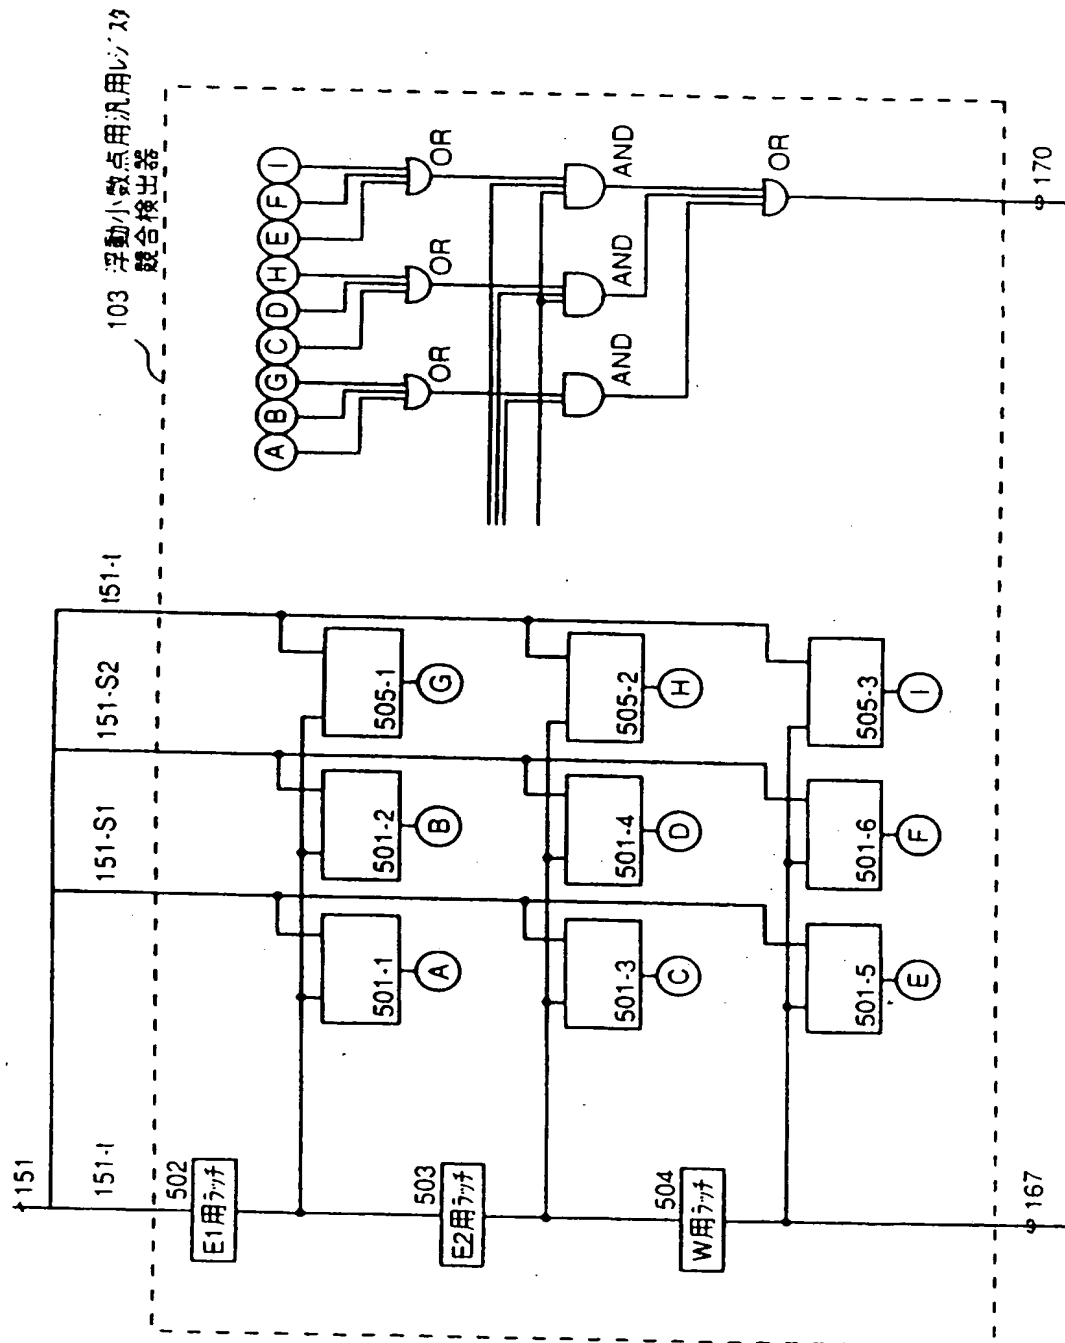 103 浮動小数点用汎用レジスタ
競合検出器
151
151-t
151-S1
151-S2
151-t
502
E1用ラッチ
501-1
A
501-2
B
505-1
G
503
E2用ラッチ
501-3
C
501-4
D
505-2
H
504
W用ラッチ
501-5
E
501-6
F
505-3
I
167
A
B
G
C
D
H
E
F
I
OR
OR
OR
AND
AND
AND
OR
170